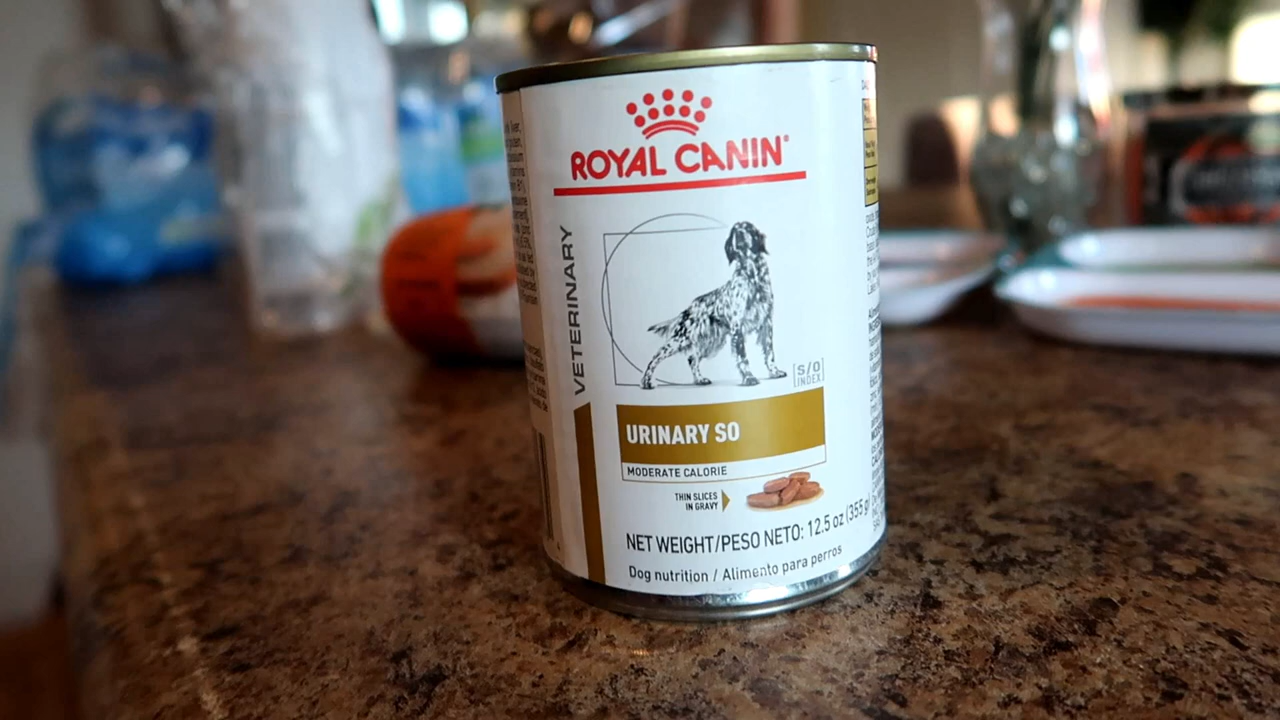 ROYAL CANIN
VETERINARY
S/O
INDEX
URINARY SO
MODERATE CALORIE
THIN SLICES
IN GRAVY
NET WEIGHT/PESO NETO: 12.5 oz (355 g)
Dog nutrition / Alimento para perros